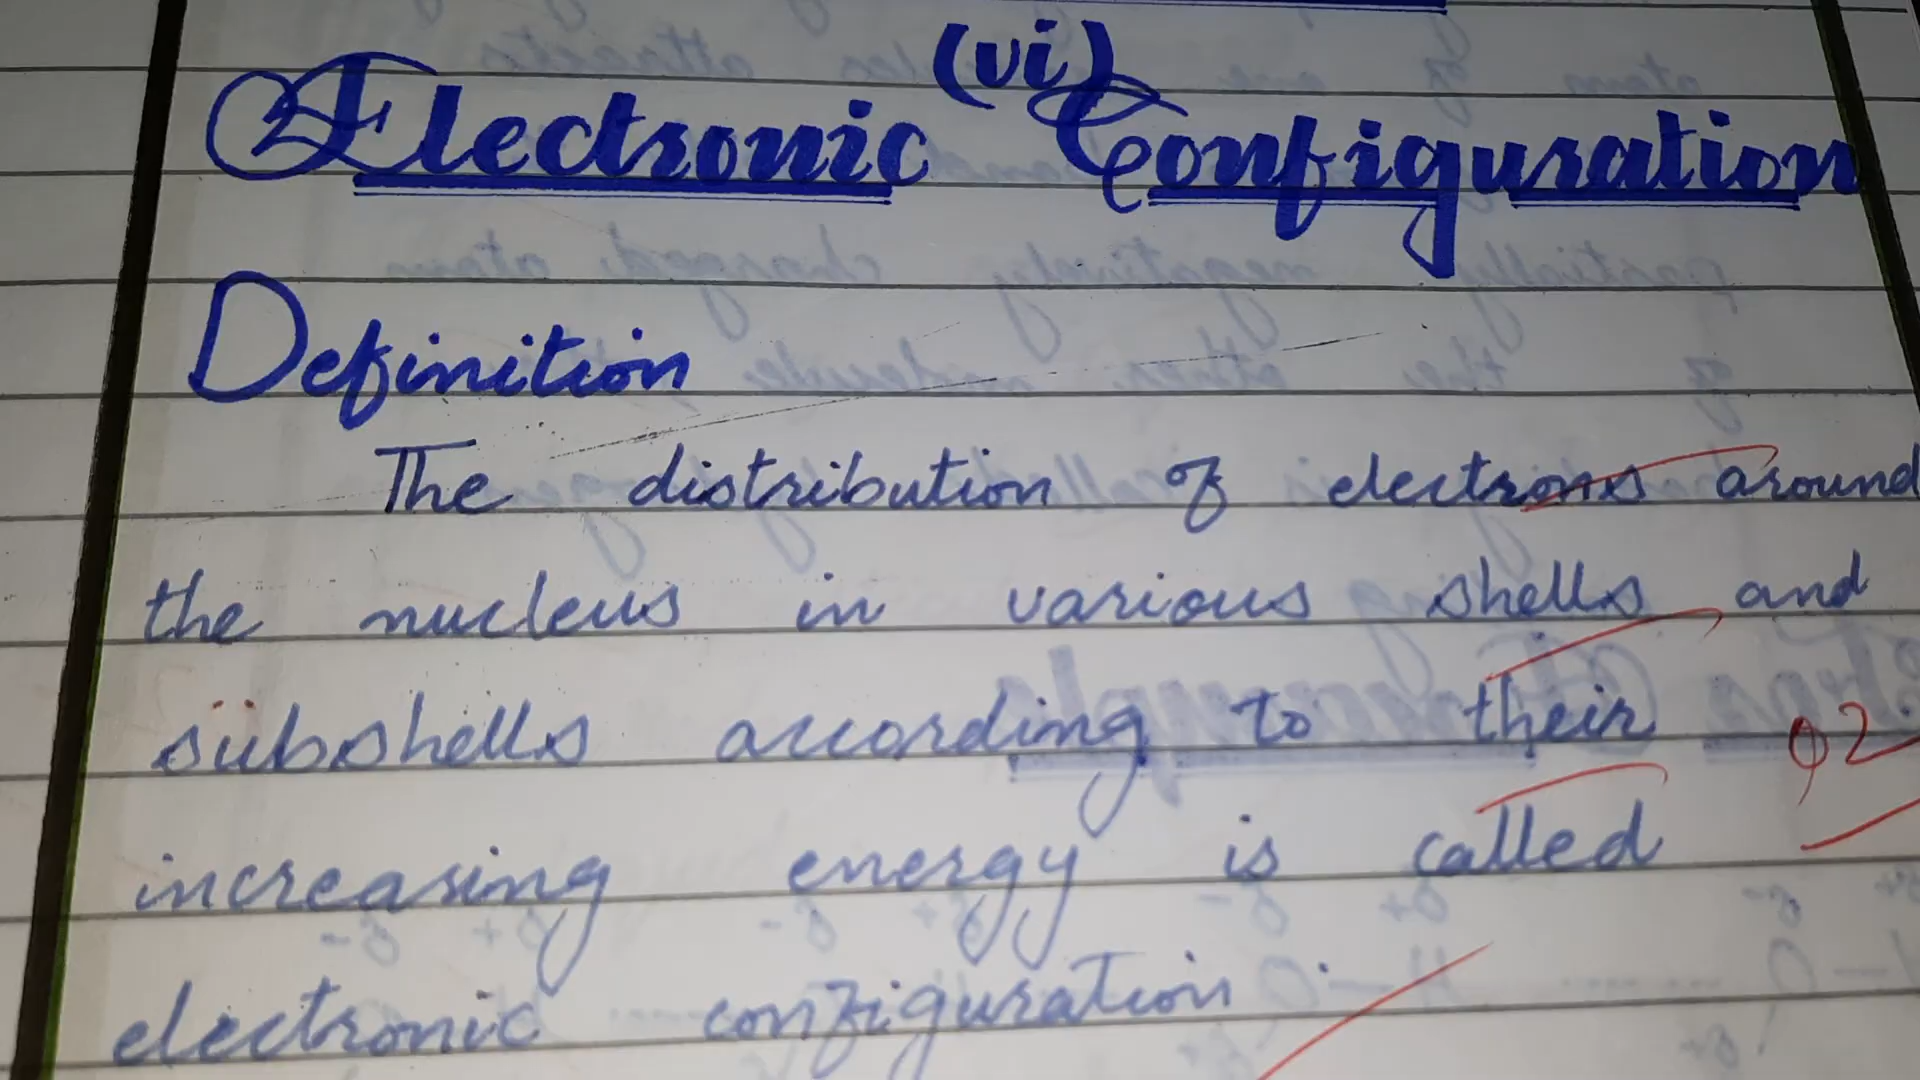 (vi)
Electronic Configuration
Definition
The distribution of electrons around
the nucleus in various shells and
subshells according to their
increasing energy is called
electronic configuration.
02